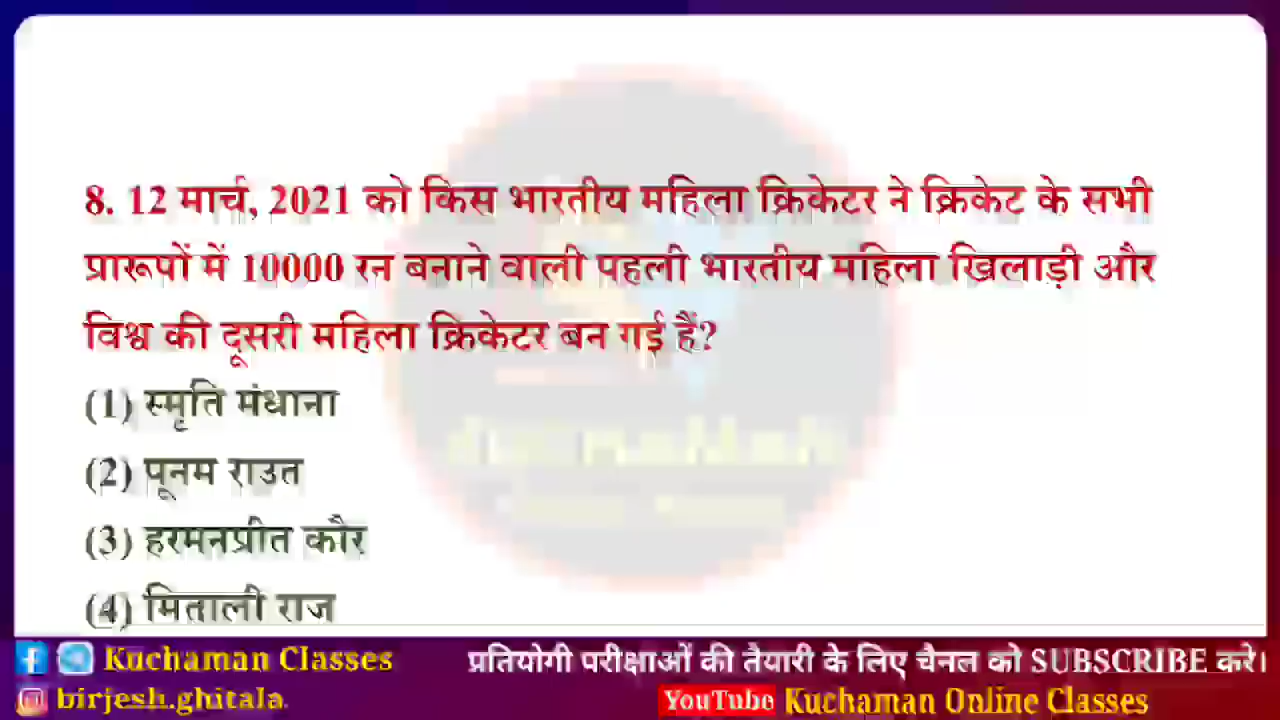 8. 12 मार्च, 2021 को किस भारतीय महिला क्रिकेटर ने क्रिकेट के सभी
प्रारूपों में 10000 रन बनाने वाली पहली भारतीय महिला खिलाड़ी और
विश्व की दूसरी महिला क्रिकेटर बन गई हैं?
(1) स्मृति मंधाना
(2) पूनम राउत
(3) हरमनप्रीत कौर
(4) मिताली राज
Kuchaman Classes
प्रतियोगी परीक्षाओं की तैयारी के लिए चैनल को SUBSCRIBE करे।
birjesh.ghitala
YouTube Kuchaman Online Classes